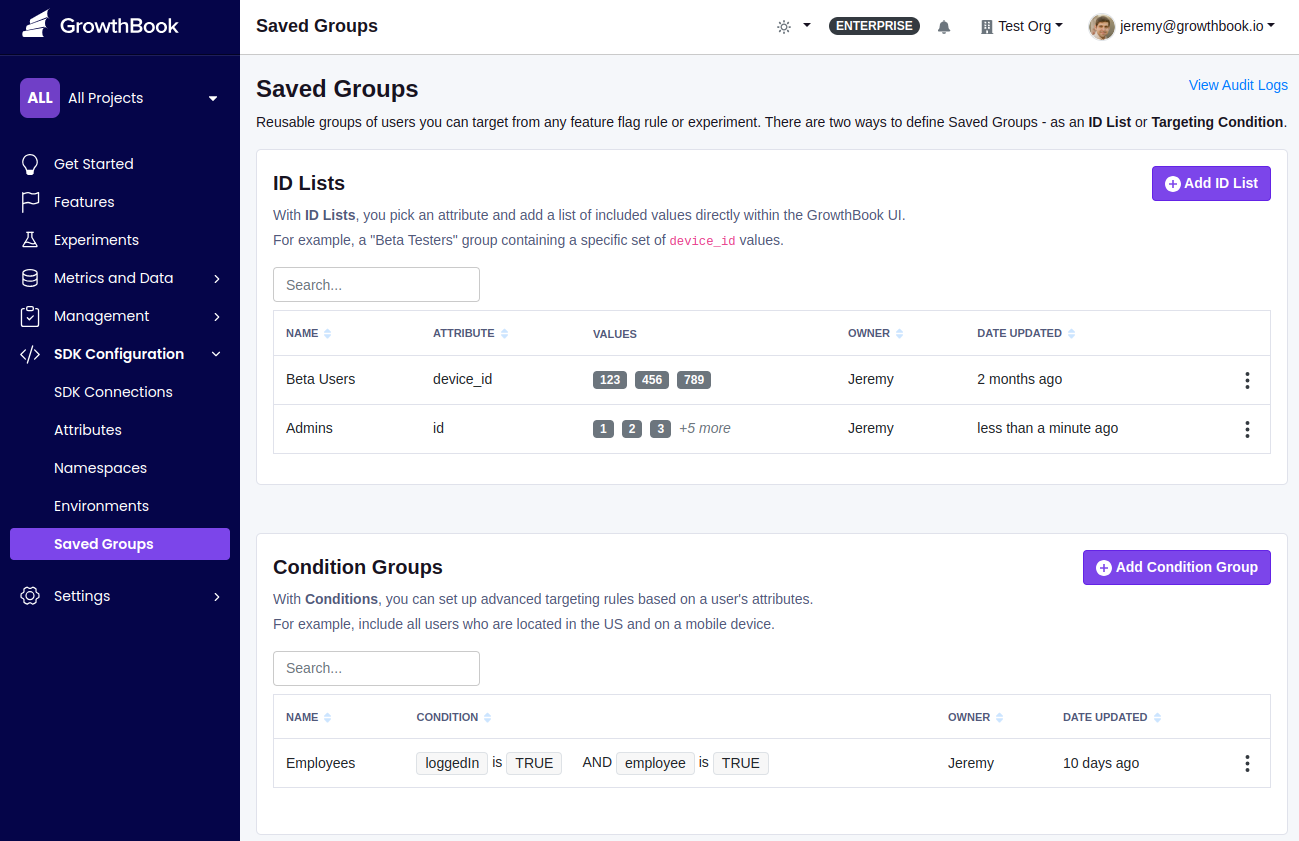 GrowthBook
Saved Groups
ENTERPRISE
Test Org
jeremy@growthbook.io
ALL All Projects
Get Started
Features
Experiments
Metrics and Data
Management
SDK Configuration
SDK Connections
Attributes
Namespaces
Environments
Saved Groups
Settings
Saved Groups
View Audit Logs
Reusable groups of users you can target from any feature flag rule or experiment. There are two ways to define Saved Groups - as an ID List or Targeting Condition.
ID Lists
Add ID List
With ID Lists, you pick an attribute and add a list of included values directly within the GrowthBook UI.
For example, a "Beta Testers" group containing a specific set of device_id values.
Search...
NAME ATTRIBUTE VALUES OWNER DATE UPDATED
Beta Users device_id 123 456 789 Jeremy 2 months ago
Admins id 1 2 3 +5 more Jeremy less than a minute ago
Condition Groups
Add Condition Group
With Conditions, you can set up advanced targeting rules based on a user's attributes.
For example, include all users who are located in the US and on a mobile device.
Search...
NAME CONDITION OWNER DATE UPDATED
Employees loggedIn is TRUE AND employee is TRUE Jeremy 10 days ago